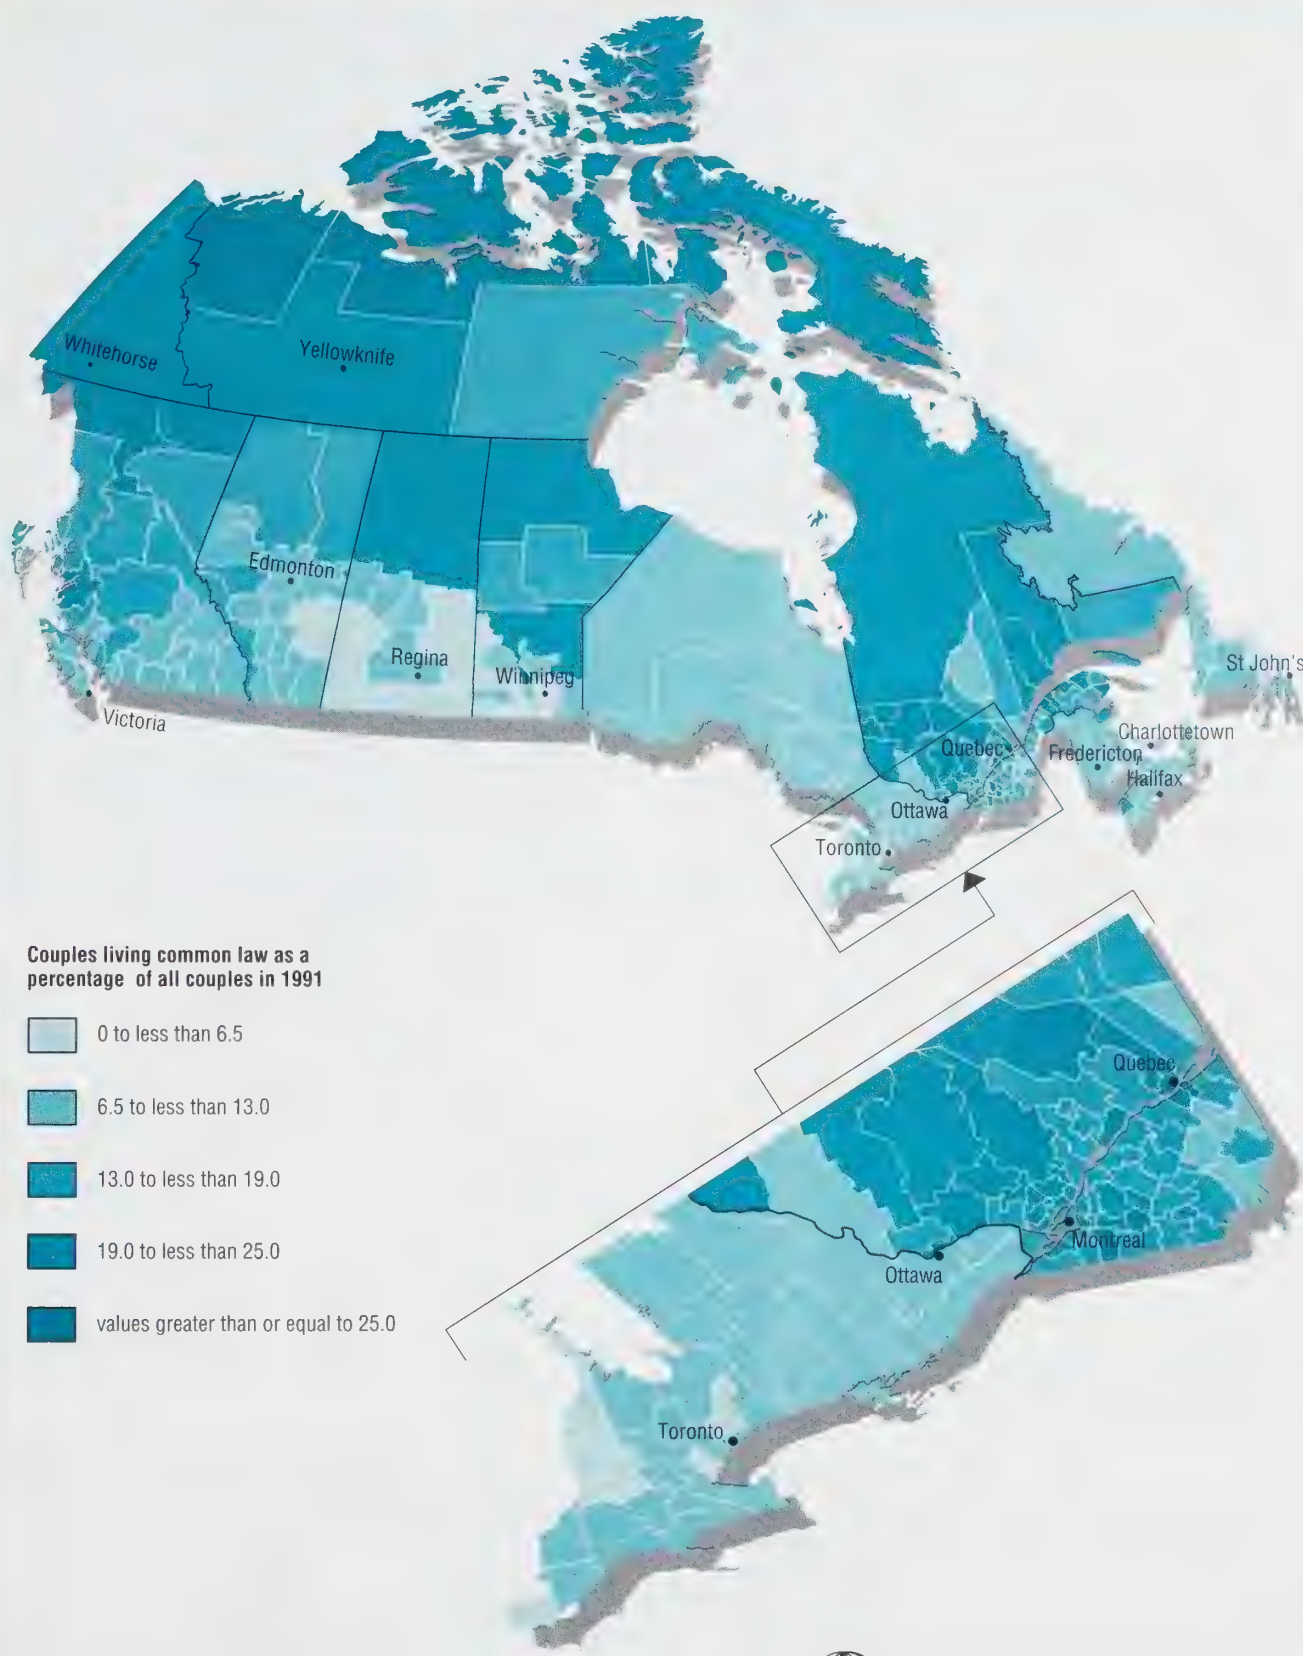 Whitehorse
Yellowknife
Edmonton
Regina
Winnipeg
Victoria
St John's
Charlottetown
Fredericton
Halifax
Quebec
Ottawa
Toronto
Couples living common law as a
percentage of all couples in 1991
0 to less than 6.5
6.5 to less than 13.0
13.0 to less than 19.0
19.0 to less than 25.0
values greater than or equal to 25.0
Quebec
Montreal
Ottawa
Toronto